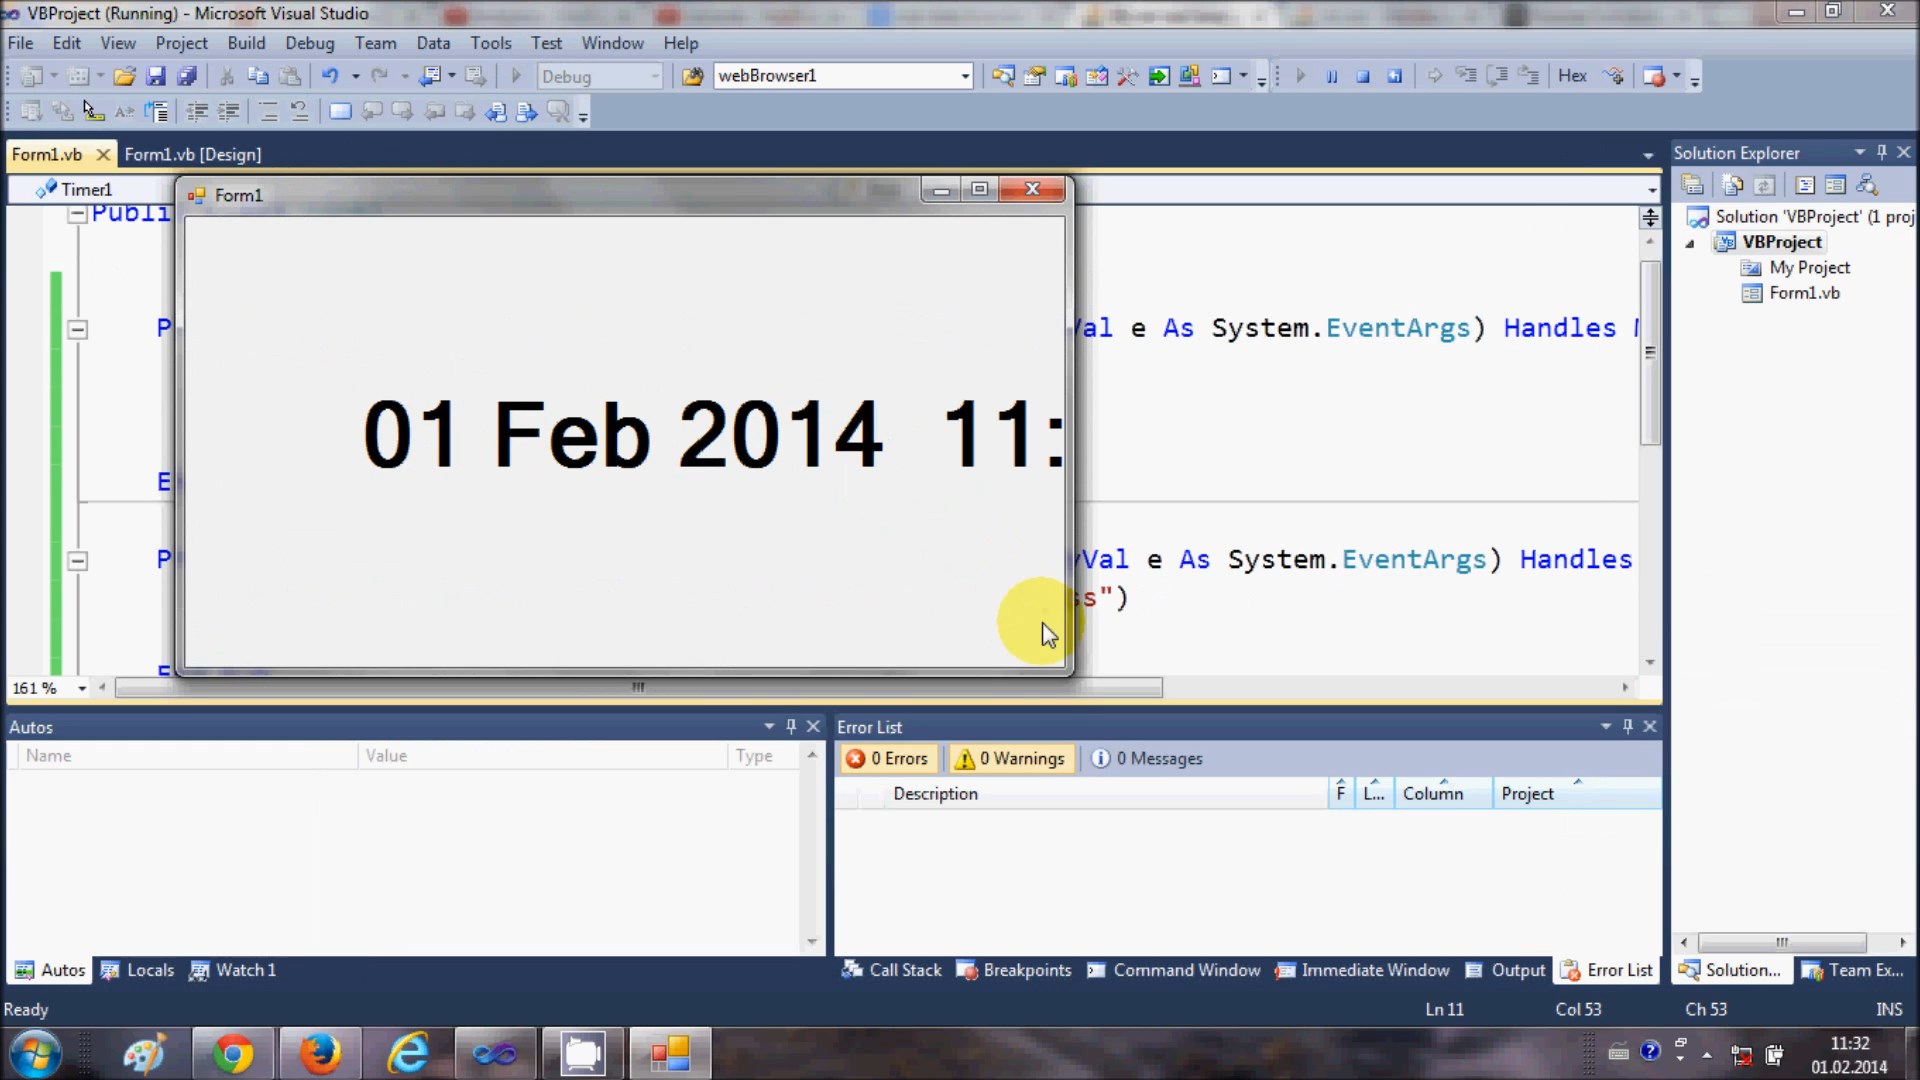 VBProject (Running) - Microsoft Visual Studio
File Edit View Project Build Debug Team Data Tools Test Window Help
Debug webBrowser1 Hex
Form1.vb Form1.vb [Design]
Timer1
Form1
Publi
Val e As System.EventArgs) Handles
01 Feb 2014 11:
Val e As System.EventArgs) Handles
ss")
161 %
Solution Explorer
Solution 'VBProject' (1 proj
VBProject
My Project
Form1.vb
Autos
Name Value Type
Error List
0 Errors 0 Warnings 0 Messages
Description F L... Column Project
Autos Locals Watch 1
Call Stack Breakpoints Command Window Immediate Window Output Error List
Solution... Team Ex...
Ready Ln 11 Col 53 Ch 53 INS
11:32
01.02.2014